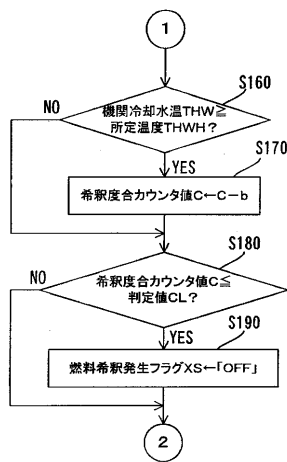 1
S160
機関冷却水温THW≧
所定温度THWH?
NO
YES
S170
希釈度合カウンタ値C←C−b
S180
希釈度合カウンタ値C≦
判定値CL?
NO
YES
S190
燃料希釈発生フラグXS←「OFF」
2